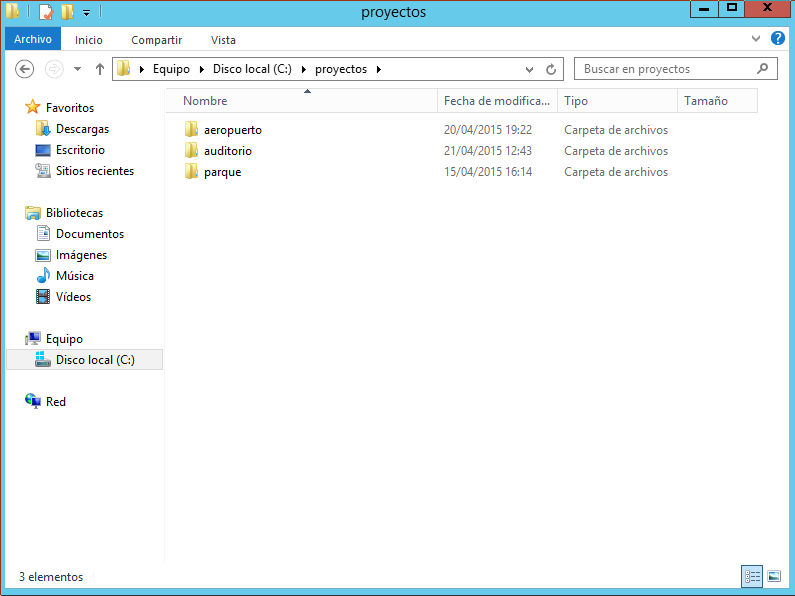 proyectos
Archivo Inicio Compartir Vista
Equipo Disco local (C:) proyectos Buscar en proyectos
Nombre Fecha de modifica... Tipo Tamaño
Favoritos
Descargas
Escritorio
Sitios recientes
Bibliotecas
Documentos
Imágenes
Música
Vídeos
Equipo
Disco local (C:)
Red
aeropuerto 20/04/2015 19:22 Carpeta de archivos
auditorio 21/04/2015 12:43 Carpeta de archivos
parque 15/04/2015 16:14 Carpeta de archivos
3 elementos